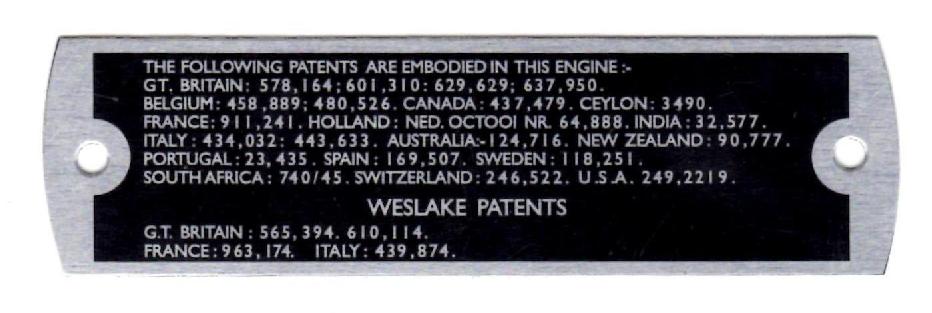 THE FOLLOWING PATENTS ARE EMBODIED IN THIS ENGINE:-
GT. BRITAIN: 578,164; 601,310: 629,629; 637,950.
BELGIUM: 458,889; 480,526. CANADA: 437,479. CEYLON: 3490.
FRANCE: 911,241. HOLLAND: NED. OCTOOI NR. 64,888. INDIA: 32,577.
ITALY: 434,032: 443,633. AUSTRALIA:-124,716. NEW ZEALAND: 90,777.
PORTUGAL: 23,435. SPAIN: 169,507. SWEDEN: 118,251.
SOUTH AFRICA: 740/45. SWITZERLAND: 246,522. U.S.A. 249,2219.
WESLAKE PATENTS
G.T. BRITAIN: 565,394. 610,114.
FRANCE: 963,174. ITALY: 439,874.